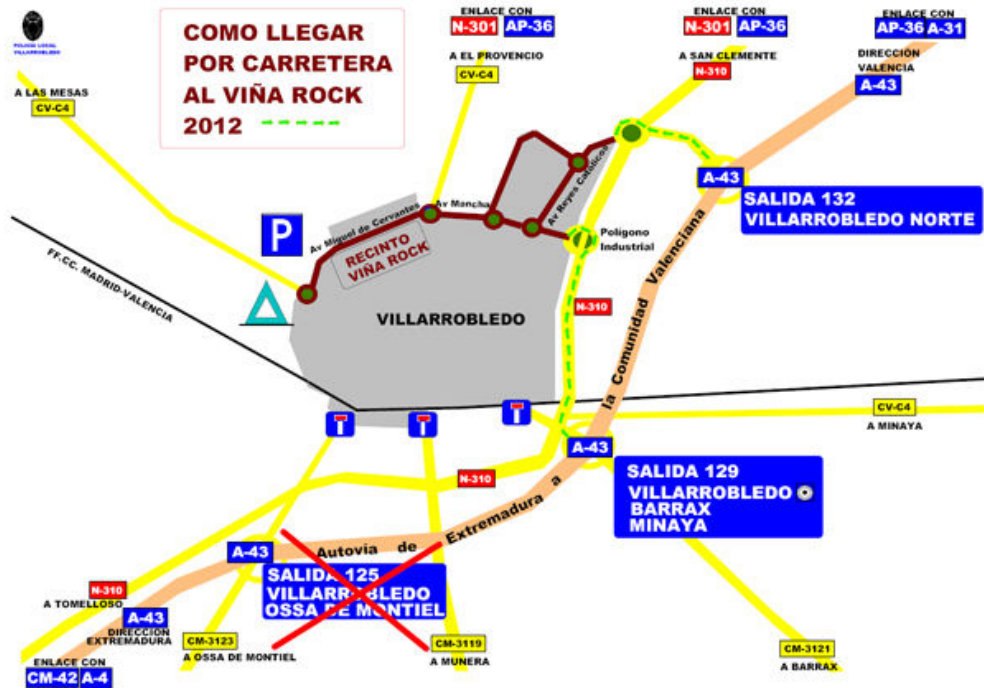 POLICÍA LOCAL
VILLARROBLEDO
COMO LLEGAR
POR CARRETERA
AL VIÑA ROCK
2012
ENLACE CON
N-301 AP-36
A EL PROVENCIO
CV-C4
ENLACE CON
N-301 AP-36
A SAN CLEMENTE
N-310
ENLACE CON
AP-36 A-31
DIRECCIÓN
VALENCIA
A-43
A LAS MESAS
CV-C4
A-43
SALIDA 132
VILLARROBLEDO NORTE
P
Av Miguel de Cervantes
Av Mancha
Av Reyes Católicos
RECINTO
VIÑA ROCK
Polígono
Industrial
FF.CC. MADRID-VALENCIA
VILLARROBLEDO
N-310
Autovía de Extremadura a la Comunidad Valenciana
CV-C4
A MINAYA
A-43
SALIDA 129
VILLARROBLEDO
BARRAX
MINAYA
N-310
A-43
SALIDA 125
VILLARROBLEDO
OSSA DE MONTIEL
N-310
A TOMELLOSO
A-43
DIRECCIÓN
EXTREMADURA
ENLACE CON
CM-42 A-4
CM-3123
A OSSA DE MONTIEL
CM-3119
A MUNERA
CM-3121
A BARRAX